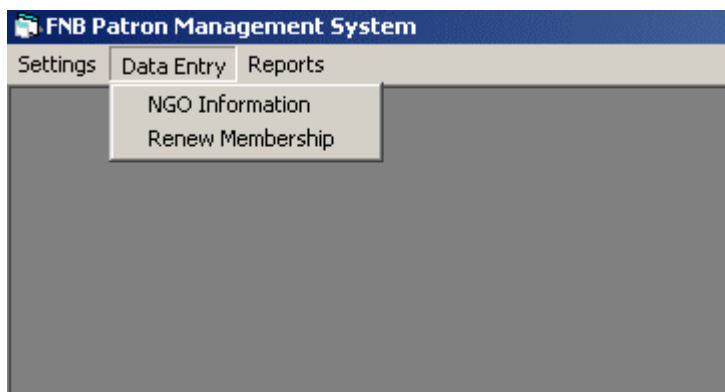 FNB Patron Management System
Settings Data Entry Reports
NGO Information
Renew Membership